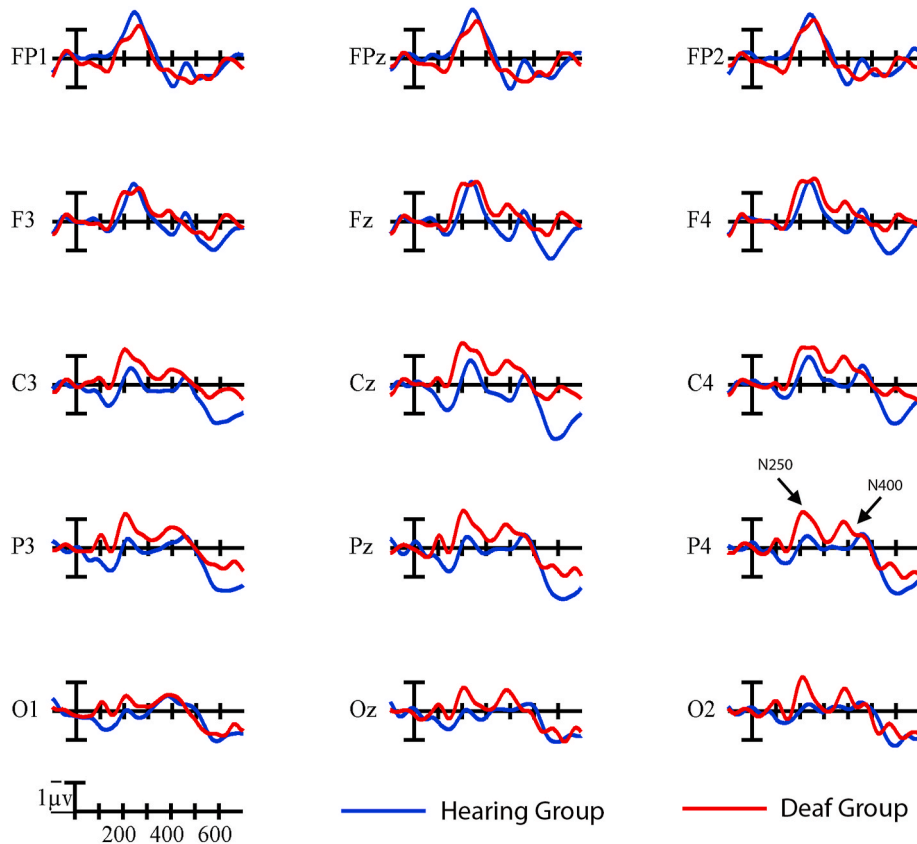 FP1 FPz FP2
F3 Fz F4
C3 Cz C4
N250
N400
P3 Pz P4
O1 Oz O2
1μv
200 400 600
Hearing Group Deaf Group